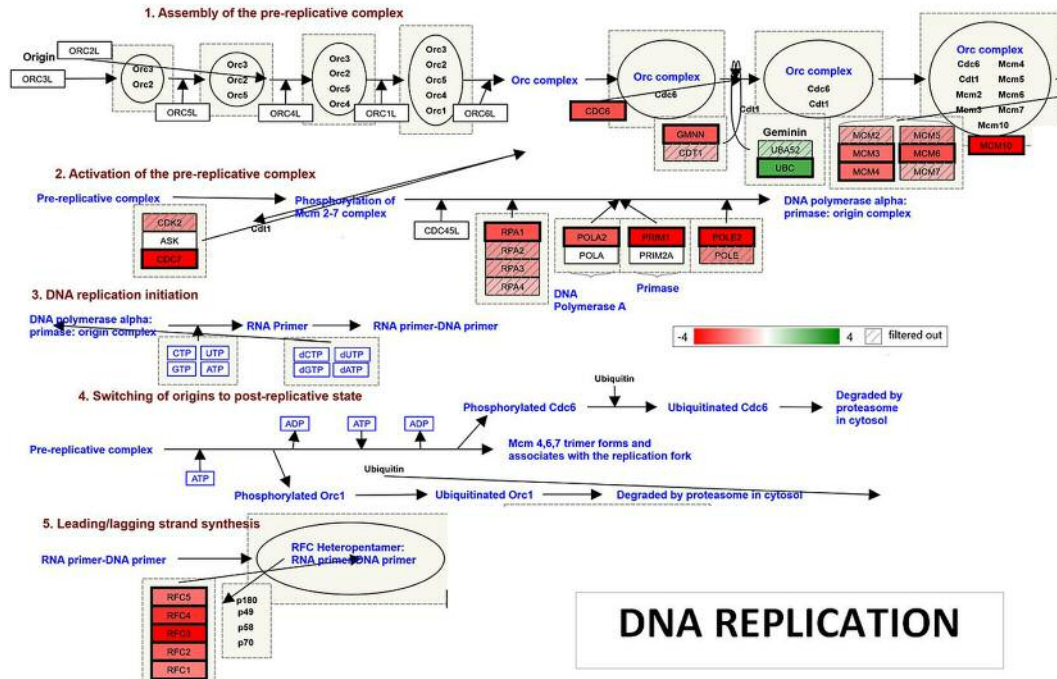 1. Assembly of the pre-replicative complex
Origin
ORC2L
ORC3L
Orc3
Orc2
ORC5L
Orc3
Orc2
Orc5
ORC4L
Orc3
Orc2
Orc5
Orc4
ORC1L
Orc3
Orc2
Orc5
Orc4
Orc1
ORC6L
Orc complex
Orc complex
Cdc6
CDC6
GMNN
CDT1
Cdt1
Orc complex
Cdc6
Cdt1
Geminin
UBA52
UBC
Orc complex
Cdc6 Mcm4
Cdt1 Mcm5
Mcm2 Mcm6
Mcm3 Mcm7
Mcm10
MCM2 MCM5
MCM3 MCM6
MCM4 MCM7
MCM10
2. Activation of the pre-replicative complex
Pre-replicative complex
Phosphorylation of
Mcm 2-7 complex
DNA polymerase alpha:
primase: origin complex
CDK2
ASK
CDC7
Cdt1
CDC45L
RPA1
RPA2
RPA3
RPA4
POLA2
POLA
PRIM1
PRIM2A
POLE2
POLE
DNA
Polymerase A
Primase
3. DNA replication initiation
DNA polymerase alpha:
primase: origin complex
RNA Primer
RNA primer-DNA primer
CTP UTP
GTP ATP
dCTP dUTP
dGTP dATP
-4 4 filtered out
4. Switching of origins to post-replicative state
Ubiquitin
Phosphorylated Cdc6
Ubiquitinated Cdc6
Degraded by
proteasome
in cytosol
ADP ATP ADP
Pre-replicative complex
Mcm 4,6,7 trimer forms and
associates with the replication fork
ATP
Ubiquitin
Phosphorylated Orc1
Ubiquitinated Orc1
Degraded by proteasome in cytosol
5. Leading/lagging strand synthesis
RNA primer-DNA primer
RFC Heteropentamer:
RNA primer-DNA primer
RFC5
RFC4
RFC3
RFC2
RFC1
p180
p49
p58
p70
DNA REPLICATION